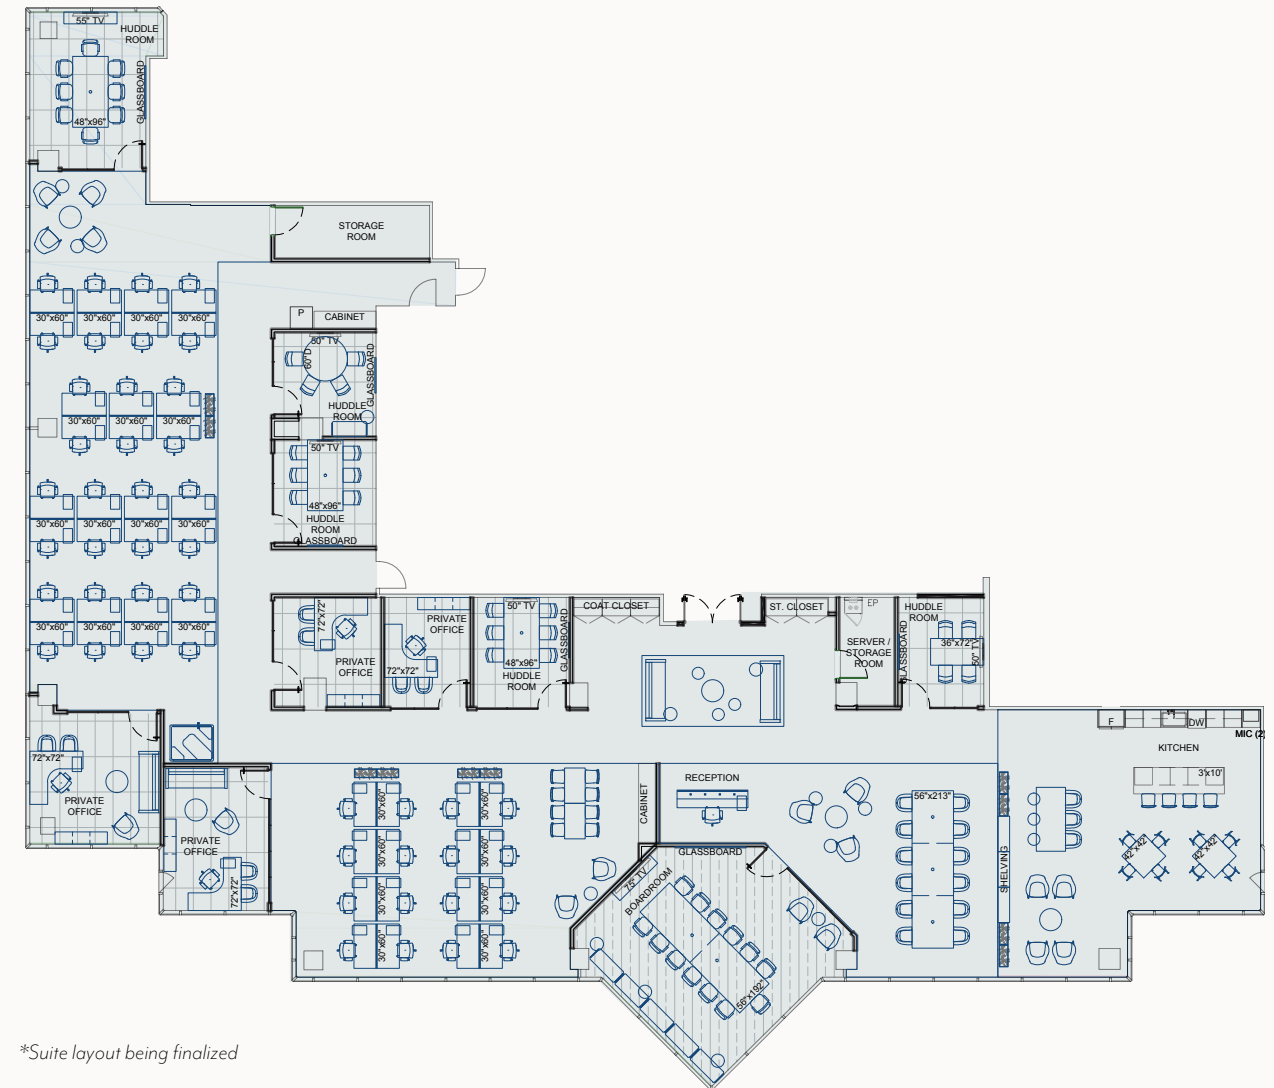 55" TV
HUDDLE
ROOM
GLASSBOARD
48"x96"
STORAGE
ROOM
30"x60"
30"x60"
30"x60"
30"x60"
P
CABINET
50" TV
60"D
GLASSBOARD
HUDDLE
ROOM
30"x60"
30"x60"
30"x60"
50" TV
48"x96"
HUDDLE
ROOM
GLASSBOARD
30"x60"
30"x60"
30"x60"
30"x60"
30"x60"
30"x60"
30"x60"
30"x60"
72"x72"
PRIVATE
OFFICE
PRIVATE
OFFICE
72"x72"
50" TV
48"x96"
HUDDLE
ROOM
GLASSBOARD
COAT CLOSET
ST. CLOSET
EP
SERVER /
STORAGE
ROOM
HUDDLE
ROOM
GLASSBOARD
36"x72"
50" TV
F
DW
MIC (2)
KITCHEN
3'x10'
72"x72"
PRIVATE
OFFICE
PRIVATE
OFFICE
72"x72"
30"x60"
30"x60"
30"x60"
30"x60"
30"x60"
30"x60"
30"x60"
30"x60"
CABINET
RECEPTION
GLASSBOARD
75" TV
BOARDROOM
56"x192"
56"x213"
SHELVING
42"x42"
42"x42"
*Suite layout being finalized